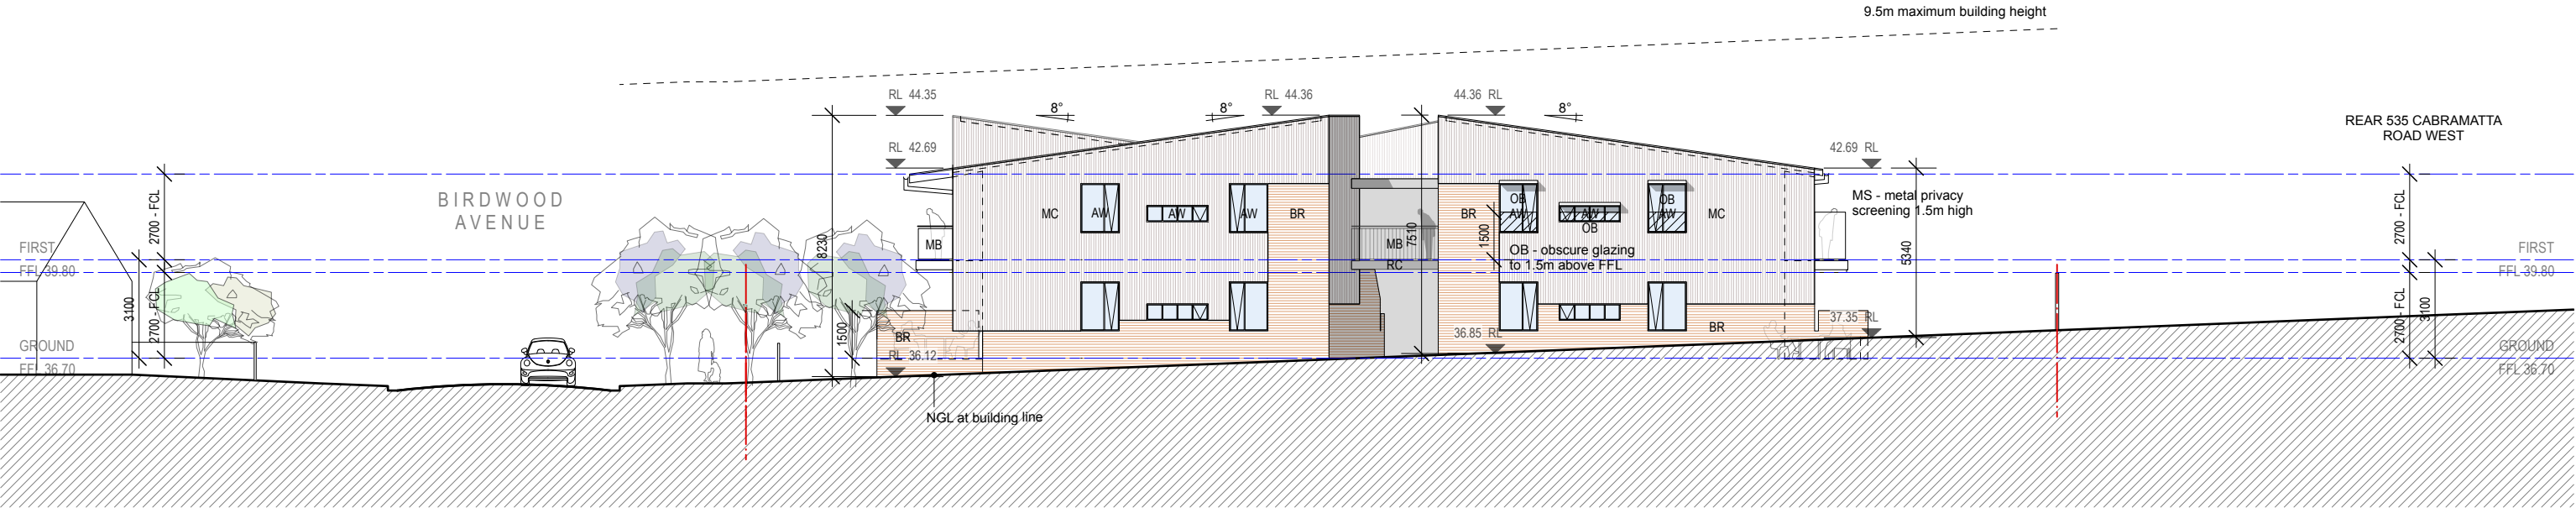 9.5m maximum building height
RL 44.35
8°
8°
RL 44.36
44.36 RL
8°
REAR 535 CABRAMATTA
ROAD WEST
RL 42.69
42.69 RL
BIRDWOOD
AVENUE
2700 - FCL
FIRST
FFL 39.80
3100
2700 - FCL
GROUND
FFL 36.70
8230
1500
MB
MC
AW
AW
AW
BR
MB
7510
RC
BR
1500
OB
AW
AW
OB
OB
AW
MC
OB - obscure glazing
to 1.5m above FFL
MS - metal privacy
screening 1.5m high
5340
2700 - FCL
FIRST
FFL 39.80
2700 - FCL
3100
GROUND
FFL 36.70
BR
RL 36.12
36.85 RL
BR
37.35 RL
NGL at building line